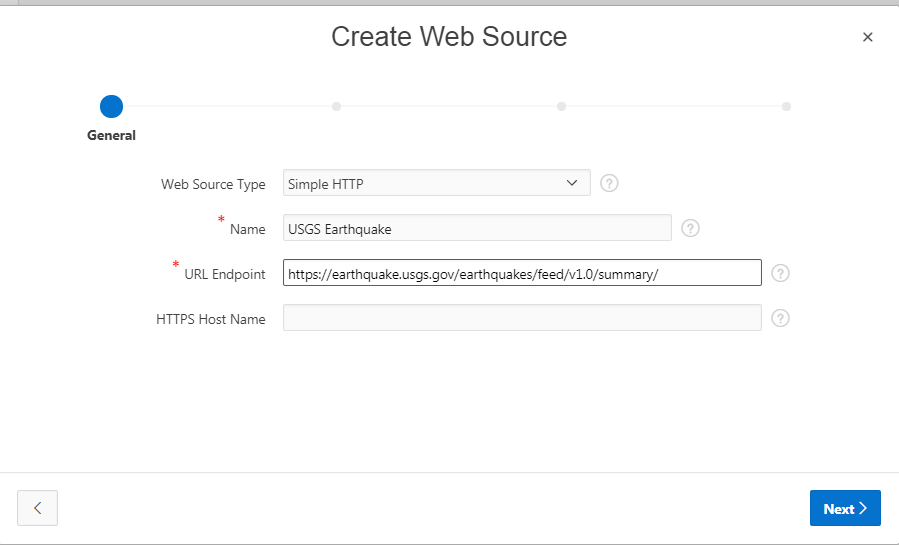 Create Web Source
General
Web Source Type Simple HTTP
* Name USGS Earthquake
* URL Endpoint https://earthquake.usgs.gov/earthquakes/feed/v1.0/summary/
HTTPS Host Name
Next